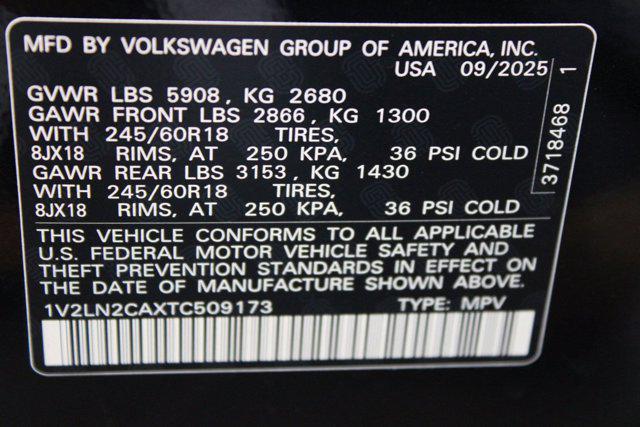 MFD BY VOLKSWAGEN GROUP OF AMERICA, INC.
USA 09/2025
GVWR LBS 5908, KG 2680
GAWR FRONT LBS 2866, KG 1300
WITH 245/60R18 TIRES,
8JX18 RIMS, AT 250 KPA, 36 PSI COLD
GAWR REAR LBS 3153, KG 1430
WITH 245/60R18 TIRES,
8JX18 RIMS, AT 250 KPA, 36 PSI COLD
THIS VEHICLE CONFORMS TO ALL APPLICABLE
U.S. FEDERAL MOTOR VEHICLE SAFETY AND
THEFT PREVENTION STANDARDS IN EFFECT ON
THE DATE OF MANUFACTURE SHOWN ABOVE.
1V2LN2CAXTC509173 TYPE: MPV
3718468 1